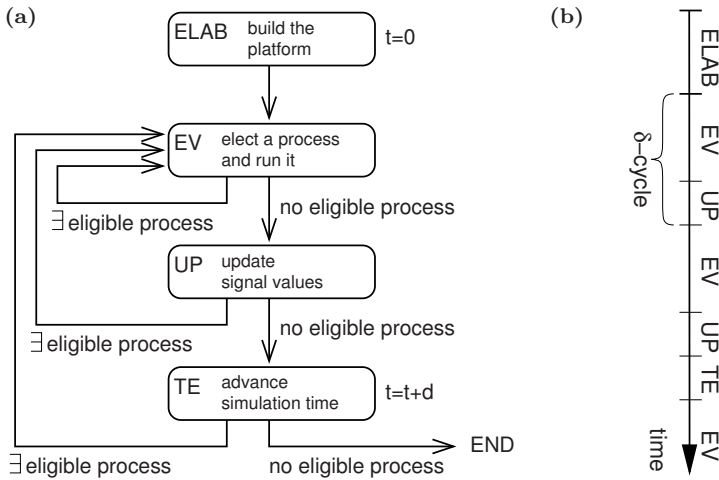 (a)
ELAB build the
platform
t=0
EV elect a process
and run it
∃ eligible process
no eligible process
UP update
signal values
∃ eligible process
no eligible process
TE advance
simulation time
t=t+d
∃ eligible process
no eligible process
END
(b)
ELAB
EV
δ-cycle
UP
EV
UP
TE
EV
time